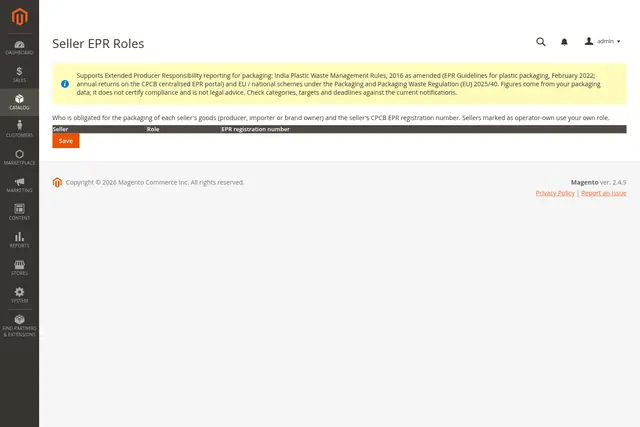 Seller EPR Roles
admin
Supports Extended Producer Responsibility reporting for packaging: India Plastic Waste Management Rules, 2016 as amended (EPR Guidelines for plastic packaging, February 2022;
annual returns on the CPCB centralised EPR portal) and EU / national schemes under the Packaging and Packaging Waste Regulation (EU) 2025/40. Figures come from your packaging
data; it does not certify compliance and is not legal advice. Check categories, targets and deadlines against the current notifications.
Who is obligated for the packaging of each seller's goods (producer, importer or brand owner) and the seller's CPCB EPR registration number. Sellers marked as operator-own use your own role.
Seller Role EPR registration number
Save
Copyright © 2026 Magento Commerce Inc. All rights reserved.
Magento ver. 2.4.9
Privacy Policy | Report an Issue
DASHBOARD
SALES
CATALOG
CUSTOMERS
MARKETPLACE
MARKETING
CONTENT
REPORTS
STORES
SYSTEM
FIND PARTNERS
& EXTENSIONS